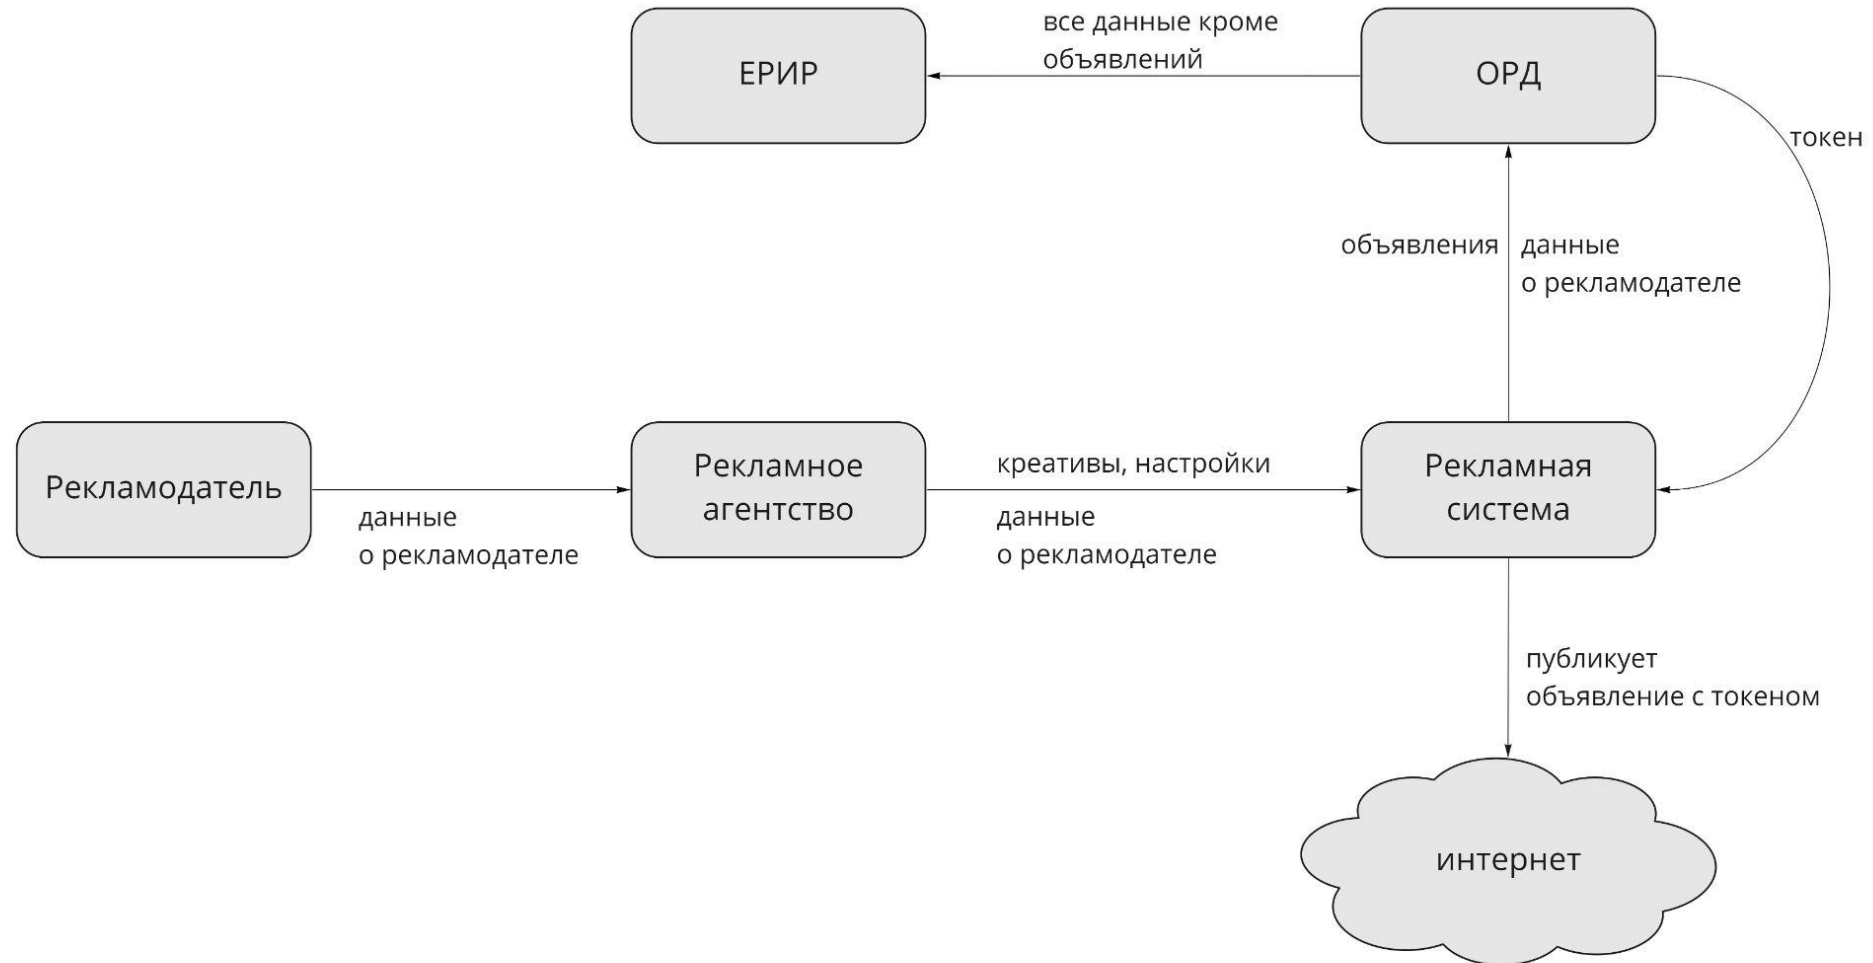 все данные кроме
объявлений
ЕРИР
ОРД
токен
объявления
данные
о рекламодателе
Рекламодатель
данные
о рекламодателе
Рекламное
агентство
креативы, настройки
данные
о рекламодателе
Рекламная
система
публикует
объявление с токеном
интернет